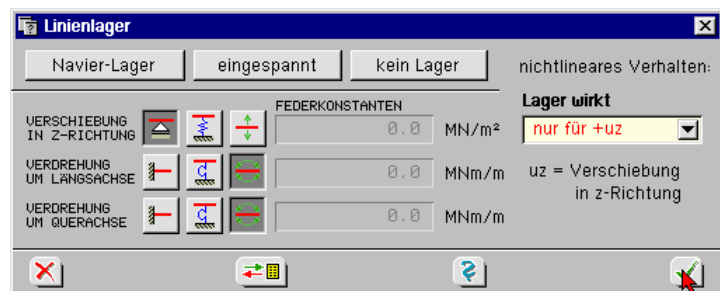 Linienlager
Navier-Lager
eingespannt
kein Lager
nichtlineares Verhalten:
FEDERKONSTANTEN
VERSCHIEBUNG
IN Z-RICHTUNG
0.0 MN/m²
VERDREHUNG
UM LÄNGSACHSE
0.0 MNm/m
VERDREHUNG
UM QUERACHSE
0.0 MNm/m
Lager wirkt
nur für +uz
uz = Verschiebung
in z-Richtung